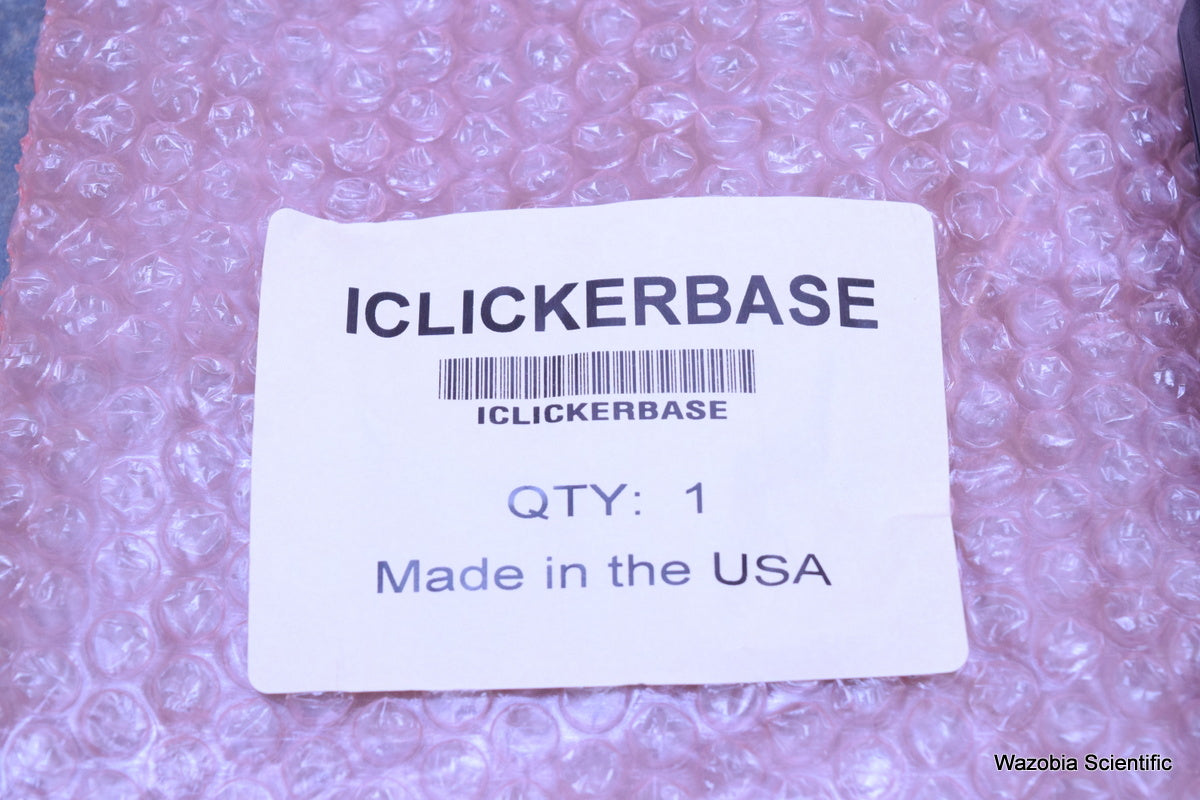 ICLICKERBASE
ICLICKERBASE
QTY: 1
Made in the USA
Wazobia Scientific